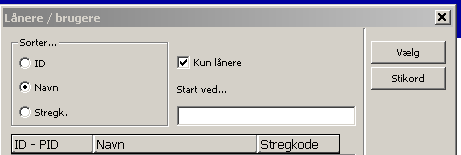 Lånere / brugere
Sorter...
ID
Navn
Stregk.
Kun lånere
Start ved...
Vælg
Stikord
ID - PID Navn Stregkode